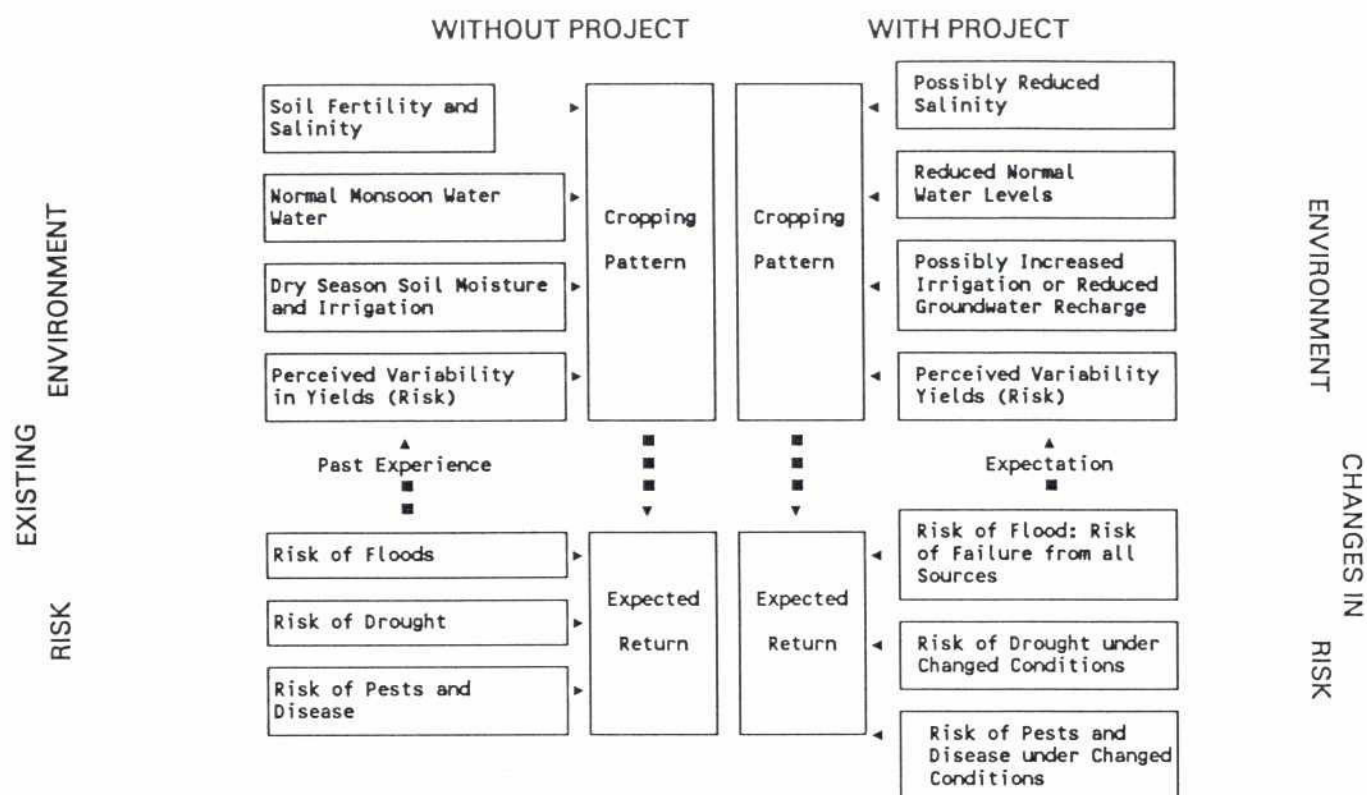 WITHOUT PROJECT
WITH PROJECT
EXISTING
ENVIRONMENT
RISK
Soil Fertility and
Salinity
Normal Monsoon Water
Water
Dry Season Soil Moisture
and Irrigation
Perceived Variability
in Yields (Risk)
Past Experience
Risk of Floods
Risk of Drought
Risk of Pests and
Disease
Cropping
Pattern
Expected
Return
Cropping
Pattern
Expected
Return
Possibly Reduced
Salinity
Reduced Normal
Water Levels
Possibly Increased
Irrigation or Reduced
Groundwater Recharge
Perceived Variability
Yields (Risk)
Expectation
Risk of Flood: Risk
of Failure from all
Sources
Risk of Drought under
Changed Conditions
Risk of Pests and
Disease under Changed
Conditions
CHANGES IN
ENVIRONMENT
RISK